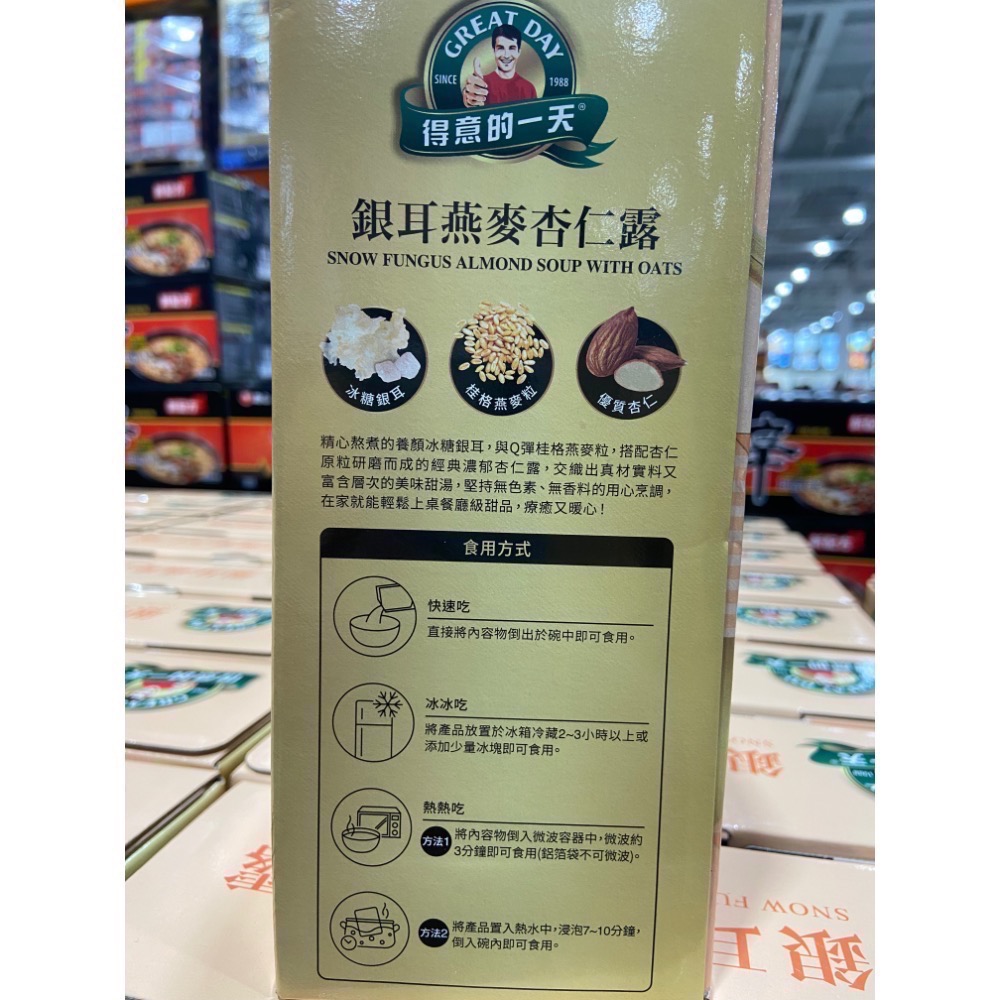 GREAT DAY
SINCE 1988
得意的一天®
銀耳燕麥杏仁露
SNOW FUNGUS ALMOND SOUP WITH OATS
冰糖銀耳
桂格燕麥粒
優質杏仁
精心熬煮的養顏冰糖銀耳，與Q彈桂格燕麥粒，搭配杏仁
原粒研磨而成的經典濃郁杏仁露，交織出真材實料又
富含層次的美味甜湯，堅持無色素、無香料的用心烹調，
在家就能輕鬆上桌餐廳級甜品，療癒又暖心！
食用方式
快速吃
直接將內容物倒出於碗中即可食用。
冰冰吃
將產品放置於冰箱冷藏2~3小時以上或
添加少量冰塊即可食用。
熱熱吃
方法1
將內容物倒入微波容器中，微波約
3分鐘即可食用(鋁箔袋不可微波)。
方法2
將產品置入熱水中，浸泡7~10分鐘，
倒入碗內即可食用。
辛
露
SNOW FU
銀耳